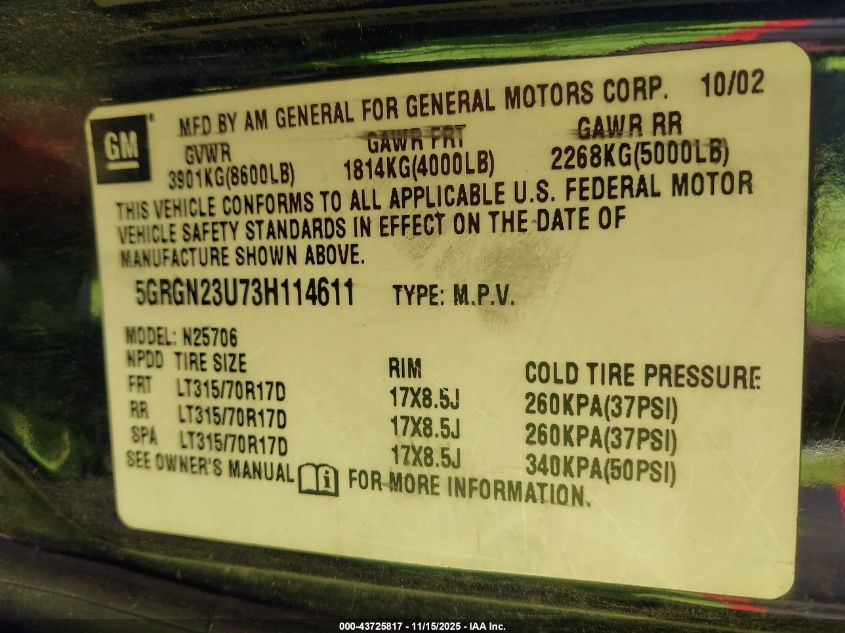 GM®
MFD BY AM GENERAL FOR GENERAL MOTORS CORP. 10/02
GVWR GAWR FRT GAWR RR
3901KG(8600LB) 1814KG(4000LB) 2268KG(5000LB)
THIS VEHICLE CONFORMS TO ALL APPLICABLE U.S. FEDERAL MOTOR
VEHICLE SAFETY STANDARDS IN EFFECT ON THE DATE OF
MANUFACTURE SHOWN ABOVE.
5GRGN23U73H114611 TYPE: M.P.V.
MODEL: N25706
NPDD TIRE SIZE RIM COLD TIRE PRESSURE
FRT LT315/70R17D 17X8.5J 260KPA(37PSI)
RR LT315/70R17D 17X8.5J 260KPA(37PSI)
SPA LT315/70R17D 17X8.5J 340KPA(50PSI)
SEE OWNER'S MANUAL i FOR MORE INFORMATION.
000-43725817 - 11/15/2025 - IAA Inc.